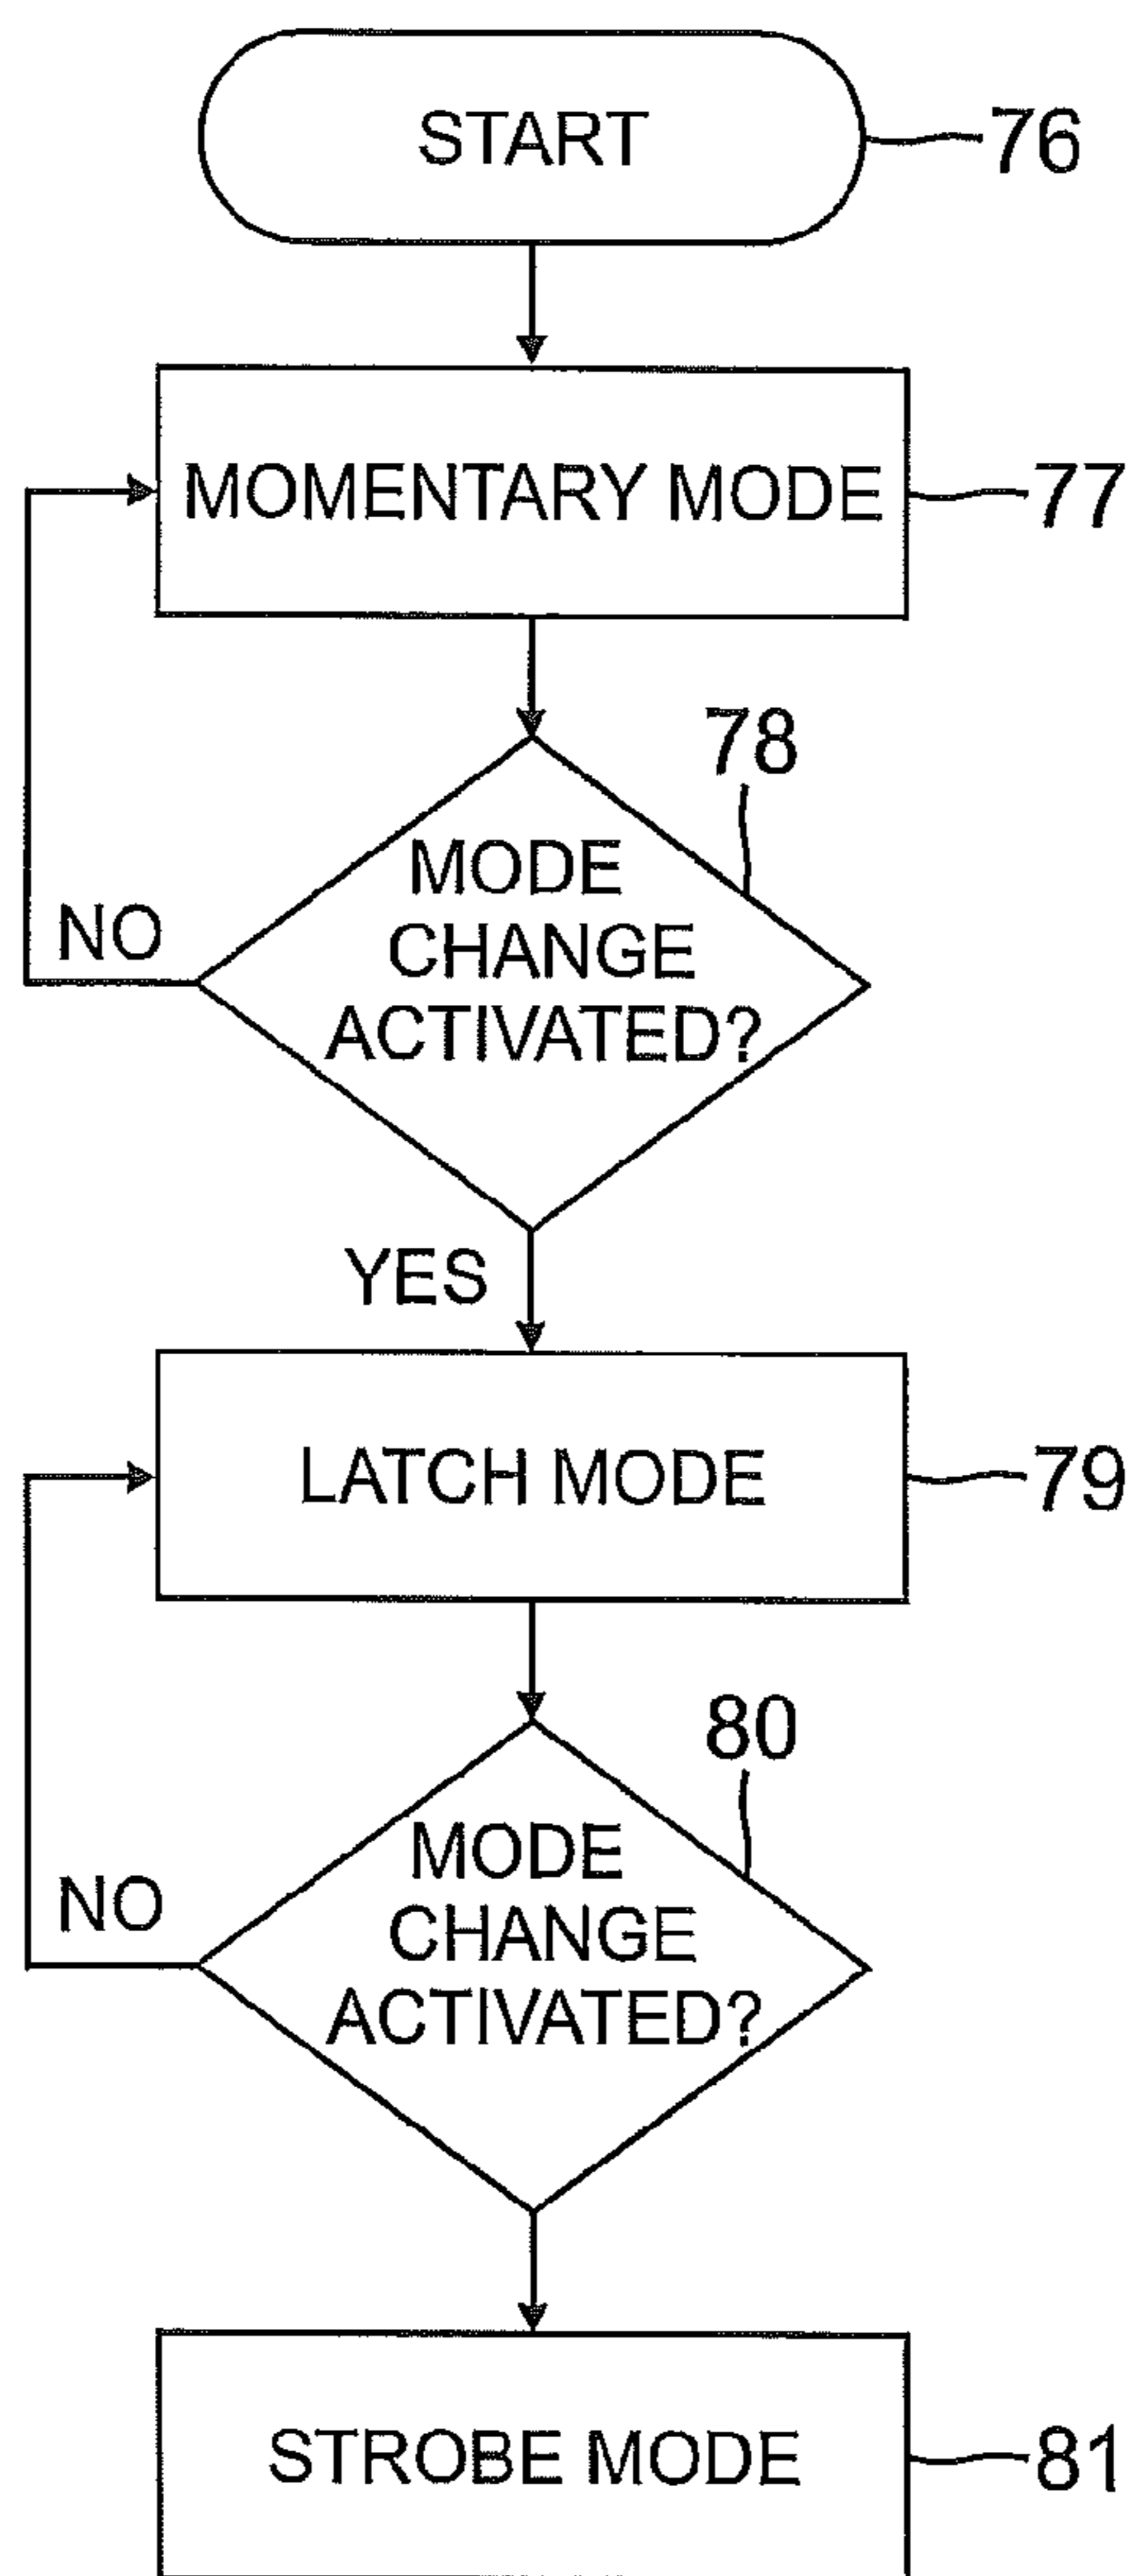 START
76
MOMENTARY MODE
77
78
MODE
CHANGE
ACTIVATED?
NO
YES
LATCH MODE
79
80
MODE
CHANGE
ACTIVATED?
NO
STROBE MODE
81